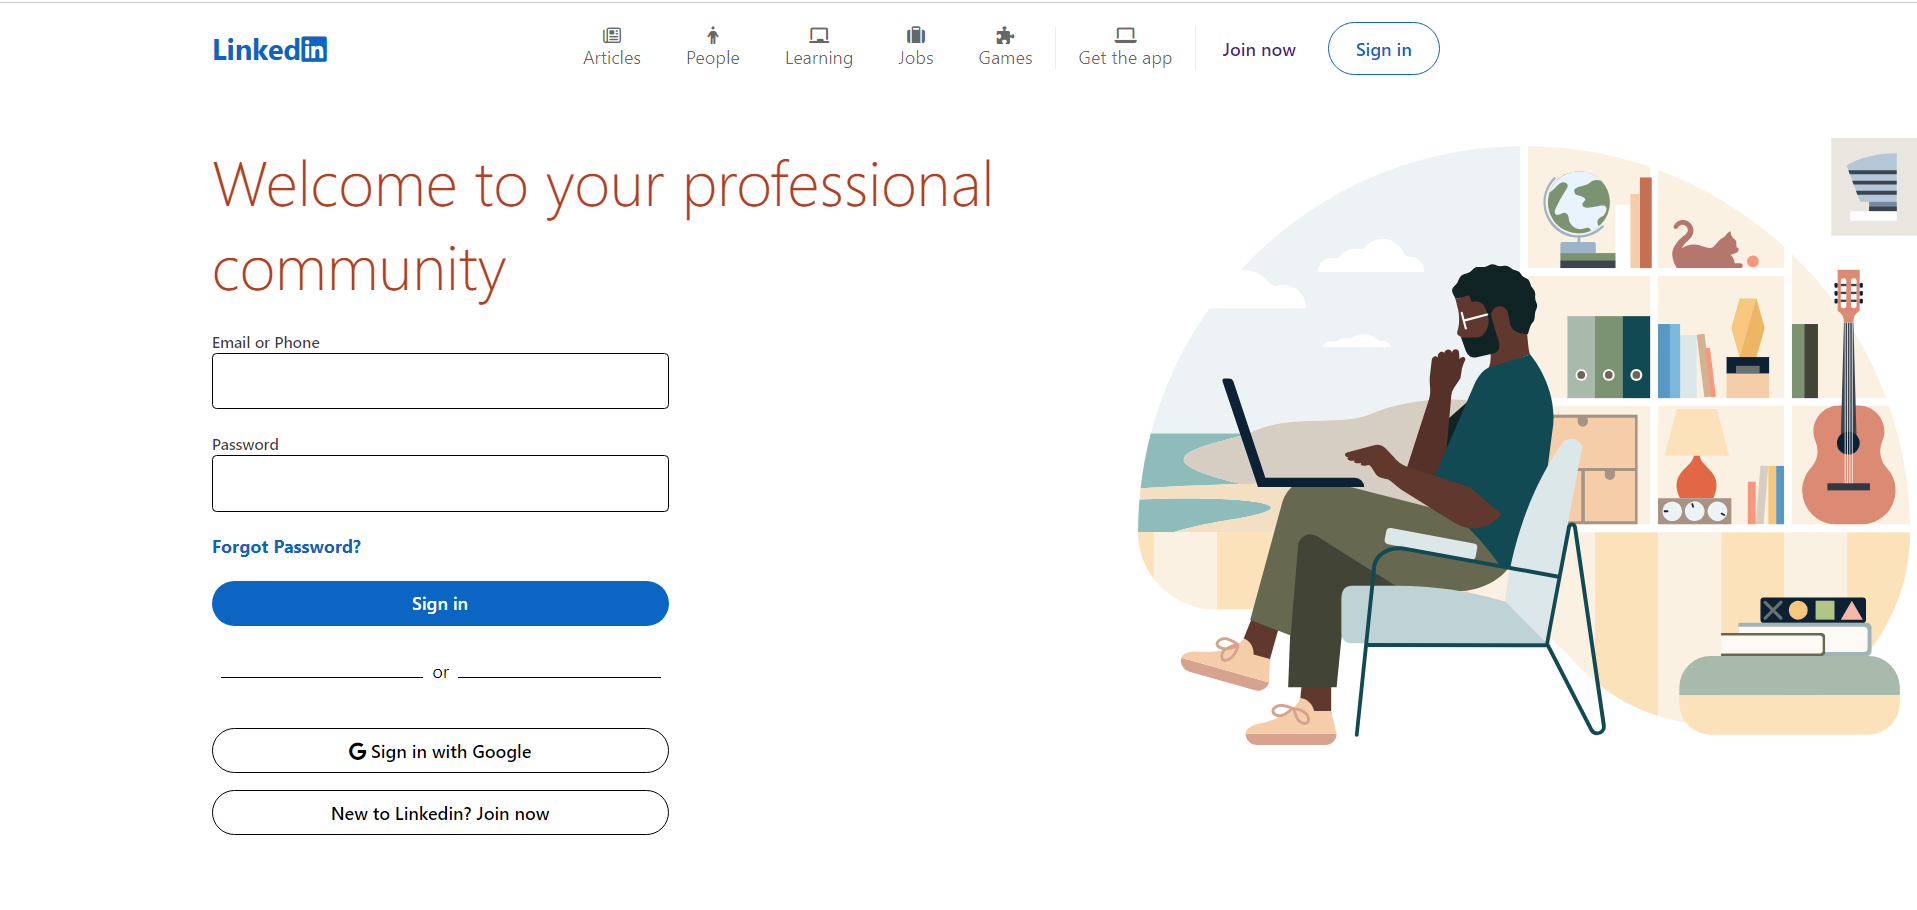 Linkedin
Articles
People
Learning
Jobs
Games
Get the app
Join now
Sign in
Welcome to your professional
community
Email or Phone
Password
Forgot Password?
Sign in
or
G Sign in with Google
New to Linkedin? Join now